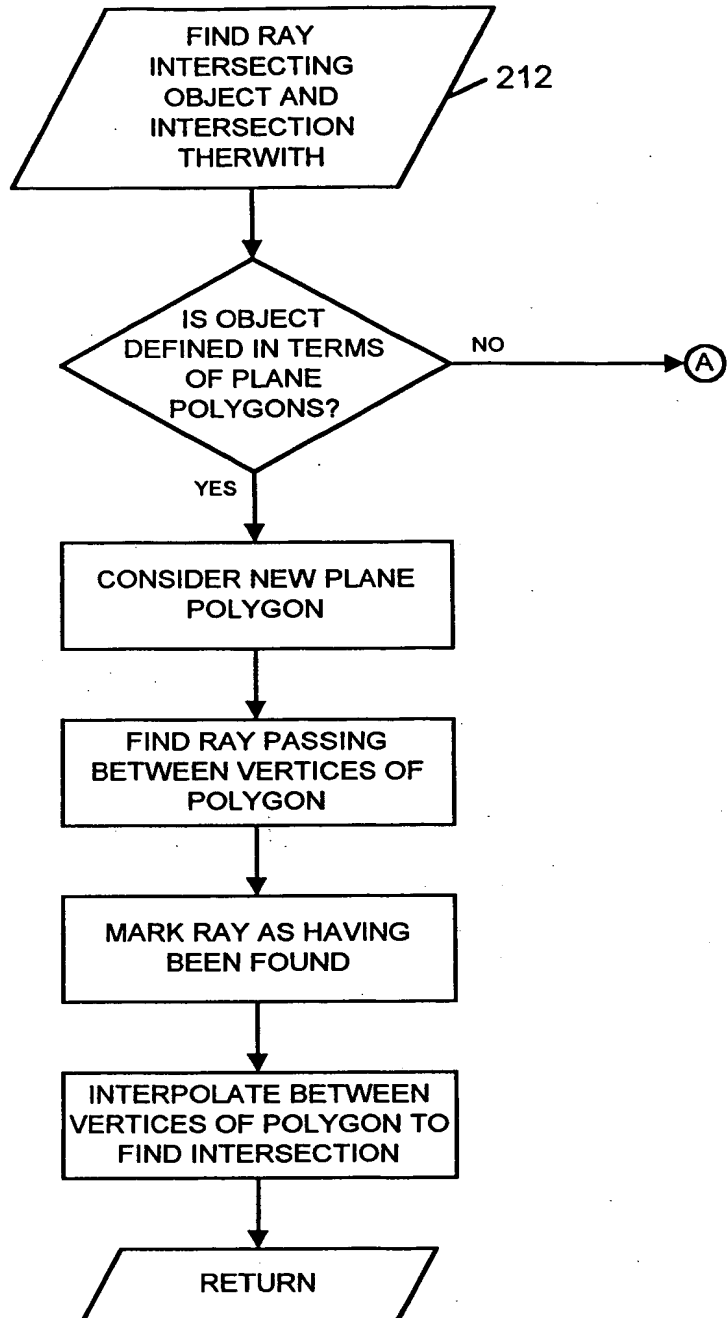 FIND RAY
INTERSECTING
OBJECT AND
INTERSECTION
THERWITH
212
IS OBJECT
DEFINED IN TERMS
OF PLANE
POLYGONS?
NO
A
YES
CONSIDER NEW PLANE
POLYGON
FIND RAY PASSING
BETWEEN VERTICES OF
POLYGON
MARK RAY AS HAVING
BEEN FOUND
INTERPOLATE BETWEEN
VERTICES OF POLYGON TO
FIND INTERSECTION
RETURN